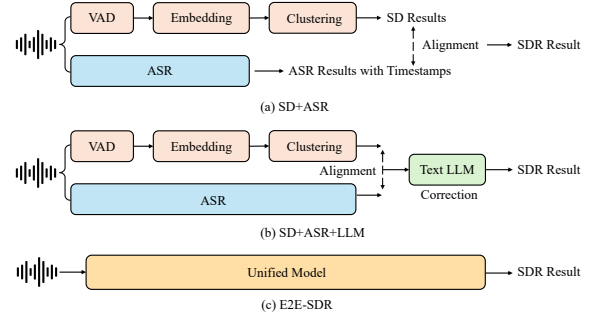 VAD Embedding Clustering SD Results
Alignment SDR Result
ASR ASR Results with Timestamps
(a) SD+ASR
VAD Embedding Clustering
Alignment Text LLM SDR Result
ASR Correction
(b) SD+ASR+LLM
Unified Model SDR Result
(c) E2E-SDR